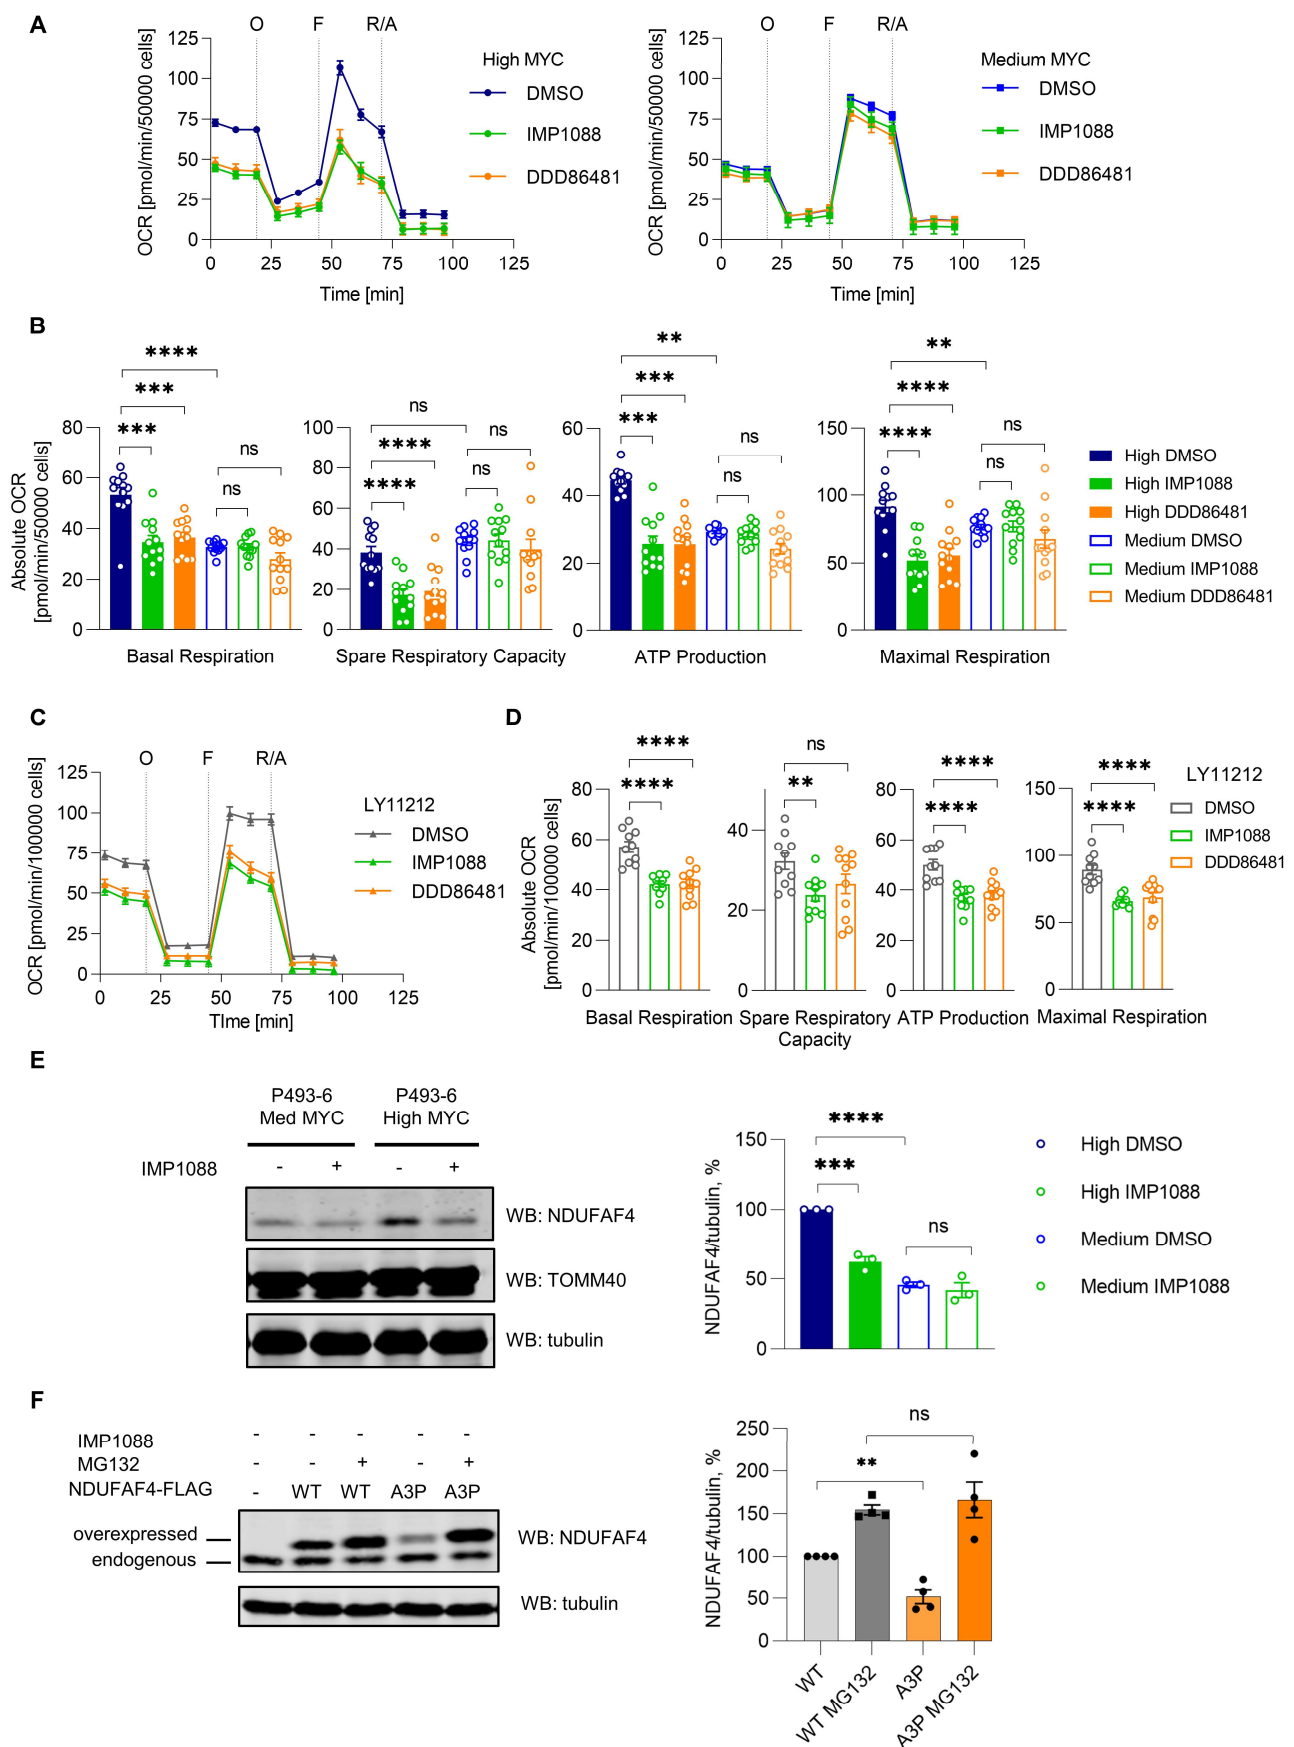 A
O F R/A
125
100
75
50
25
0
OCR [pmol/min/50000 cells]
0 25 50 75 100 125
Time [min]
High MYC
DMSO
IMP1088
DDD86481
O F R/A
125
100
75
50
25
0
OCR [pmol/min/50000 cells]
0 25 50 75 100 125
Time [min]
Medium MYC
DMSO
IMP1088
DDD86481
B
Absolute OCR
[pmol/min/50000 cells]
****
***
***
ns
ns
80
60
40
20
0
Basal Respiration
ns
****
****
ns
ns
100
80
60
40
20
0
Spare Respiratory Capacity
**
***
***
ns
ns
60
40
20
0
ATP Production
**
****
****
ns
ns
150
100
50
0
Maximal Respiration
High DMSO
High IMP1088
High DDD86481
Medium DMSO
Medium IMP1088
Medium DDD86481
C
O F R/A
125
100
75
50
25
0
OCR [pmol/min/100000 cells]
0 25 50 75 100 125
TIme [min]
LY11212
DMSO
IMP1088
DDD86481
D
Absolute OCR
[pmol/min/100000 cells]
****
****
80
60
40
20
0
Basal Respiration
ns
**
40
20
0
Spare Respiratory
Capacity
****
****
80
60
40
20
0
ATP Production
****
****
150
100
50
0
Maximal Respiration
LY11212
DMSO
IMP1088
DDD86481
E
P493-6 P493-6
Med MYC High MYC
IMP1088 - + - +
WB: NDUFAF4
WB: TOMM40
WB: tubulin
NDUFAF4/tubulin, %
150
100
50
0
****
***
ns
High DMSO
High IMP1088
Medium DMSO
Medium IMP1088
F
IMP1088 - - - - -
MG132 - - + - +
NDUFAF4-FLAG - WT WT A3P A3P
overexpressed
endogenous
WB: NDUFAF4
WB: tubulin
NDUFAF4/tubulin, %
250
200
150
100
50
0
ns
**
WT
WT MG132
A3P
A3P MG132